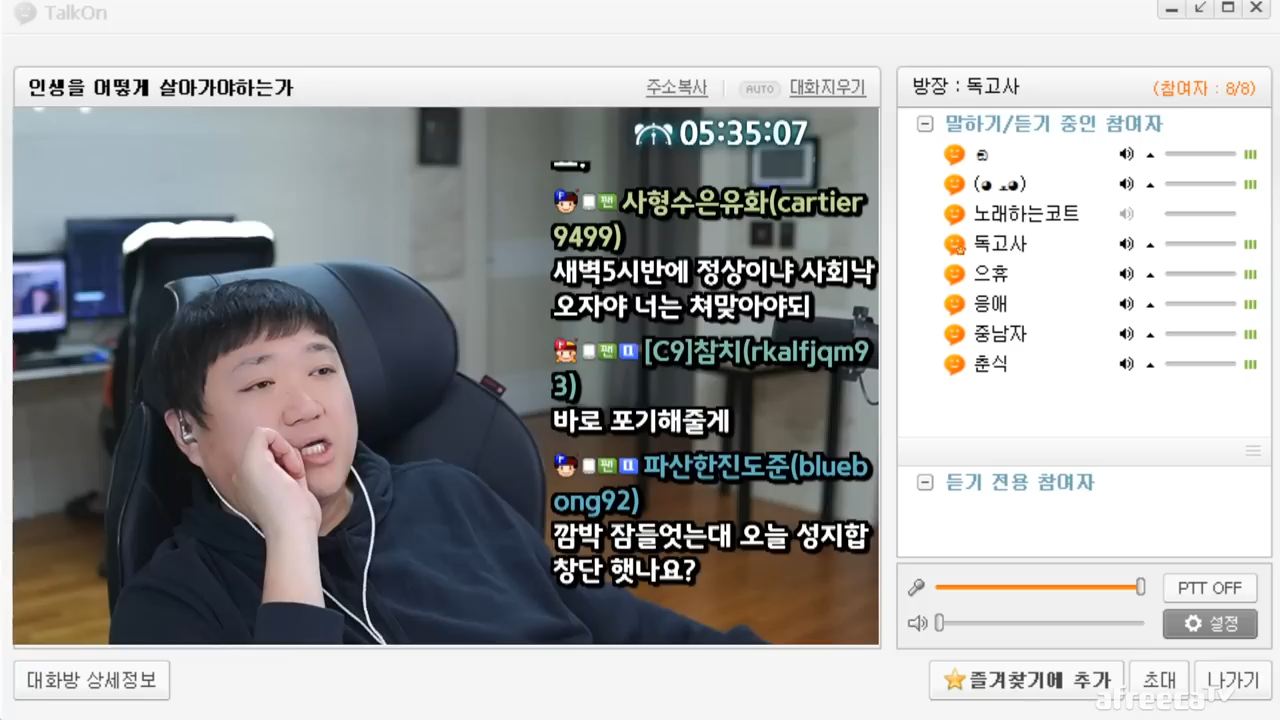 TalkOn
인생을 어떻게 살아가야하는가
주소복사
AUTO
대화지우기
05:35:07
사형수은유화(cartier
9499)
새벽5시반에 정상이냐 사회낙
오자야 너는 쳐맞아야되
[C9]참치(rkalfjqm9
3)
바로 포기해줄게
파산한진도준(blueb
ong92)
깜박 잠들엇는대 오늘 성지합
창단 햇나요?
대화방 상세정보
방장 : 독고사
(참여자 : 8/8)
말하기/듣기 중인 참여자
(◕ ‸◕)
노래하는코트
독고사
으휴
응애
중남자
춘식
듣기 전용 참여자
PTT OFF
설정
즐겨찾기에 추가
초대
나가기
afreecaTV